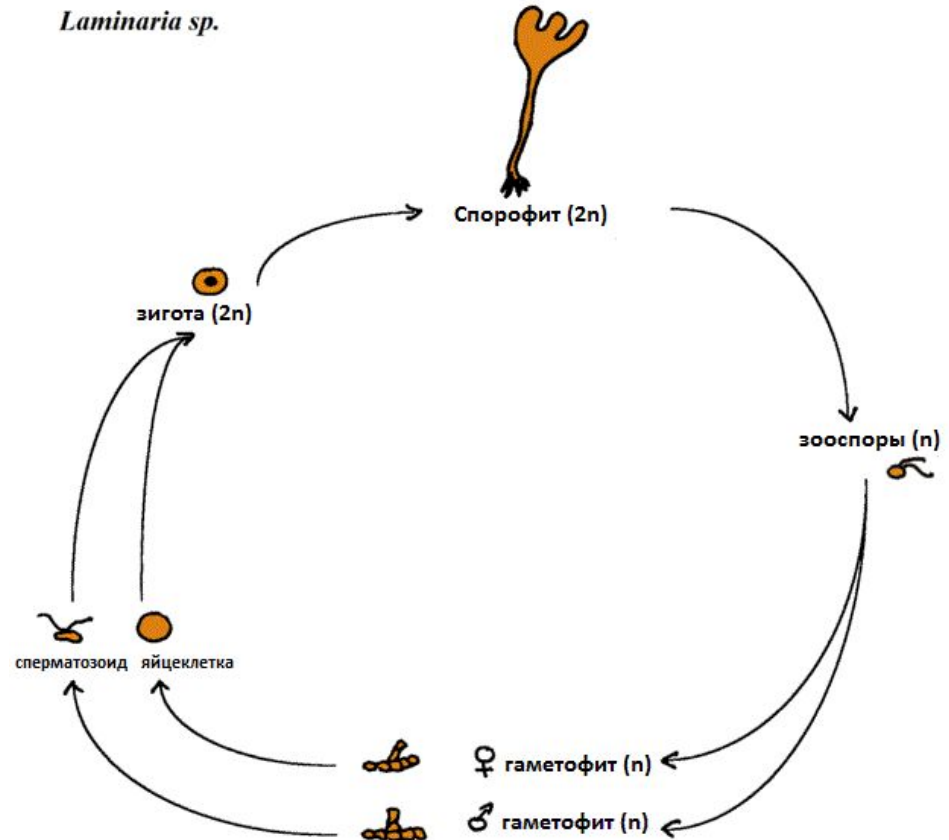 Laminaria sp.
Спорофит (2n)
зигота (2n)
зооспоры (n)
сперматозоид яйцеклетка
♀ гаметофит (n)
♂ гаметофит (n)